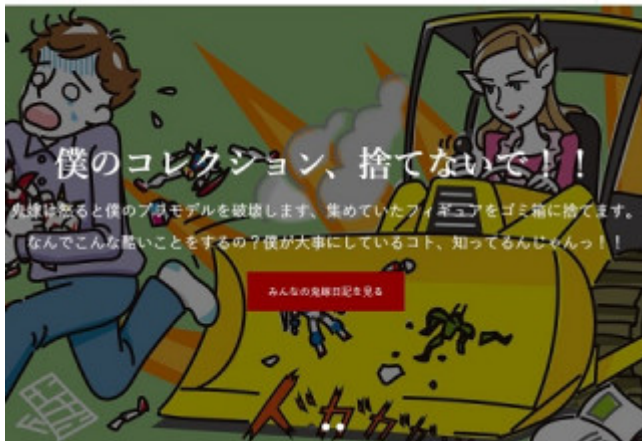 僕のコレクション、捨てないで！！
鬼嫁は怒ると僕のプラモデルを破壊します、集めていたフィギュアをゴミ箱に捨てます。
なんでこんな酷いことをするの？僕が大事にしているコト、知ってるんじゃんっ！！
みんなの鬼嫁日記を見る
ズガガガガ